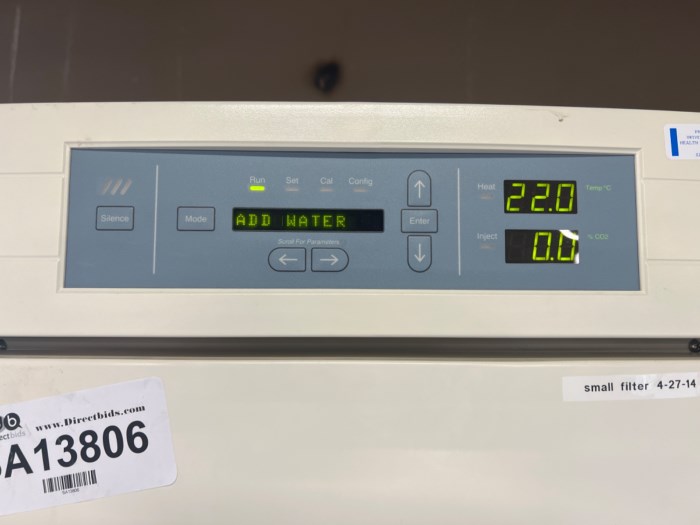 Run Set Cal Config
Silence
Mode
ADD WATER
Scroll For Parameters
Enter
Heat
22.0
Temp°C
Inject
0.0
% CO2
small filter 4-27-14
www.Directbids.com
A13806